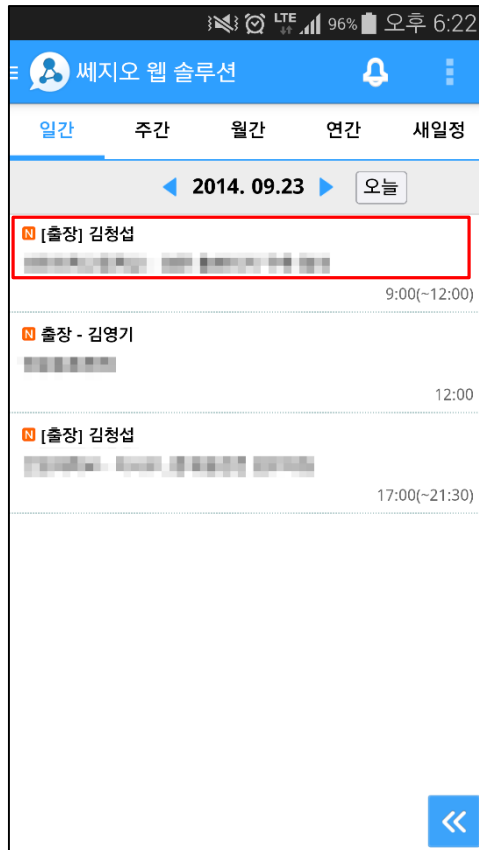 LTE 96% 오후 6:22
쎄지오 웹 솔루션
일간 주간 월간 연간 새일정
2014. 09.23 오늘
N [출장] 김청섭
9:00(~12:00)
N 출장 - 김영기
12:00
N [출장] 김청섭
17:00(~21:30)